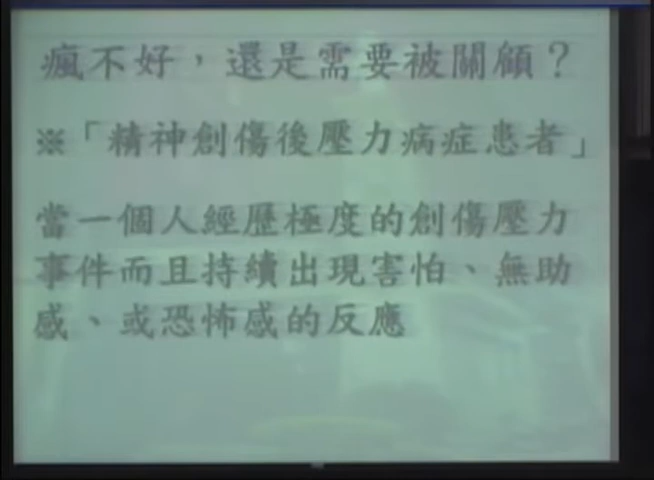 瘋不好，還是需要被關顧？
※「精神創傷後壓力病症患者」
當一個人經歷極度的創傷壓力
事件而且持續出現害怕、無助
感、或恐怖感的反應